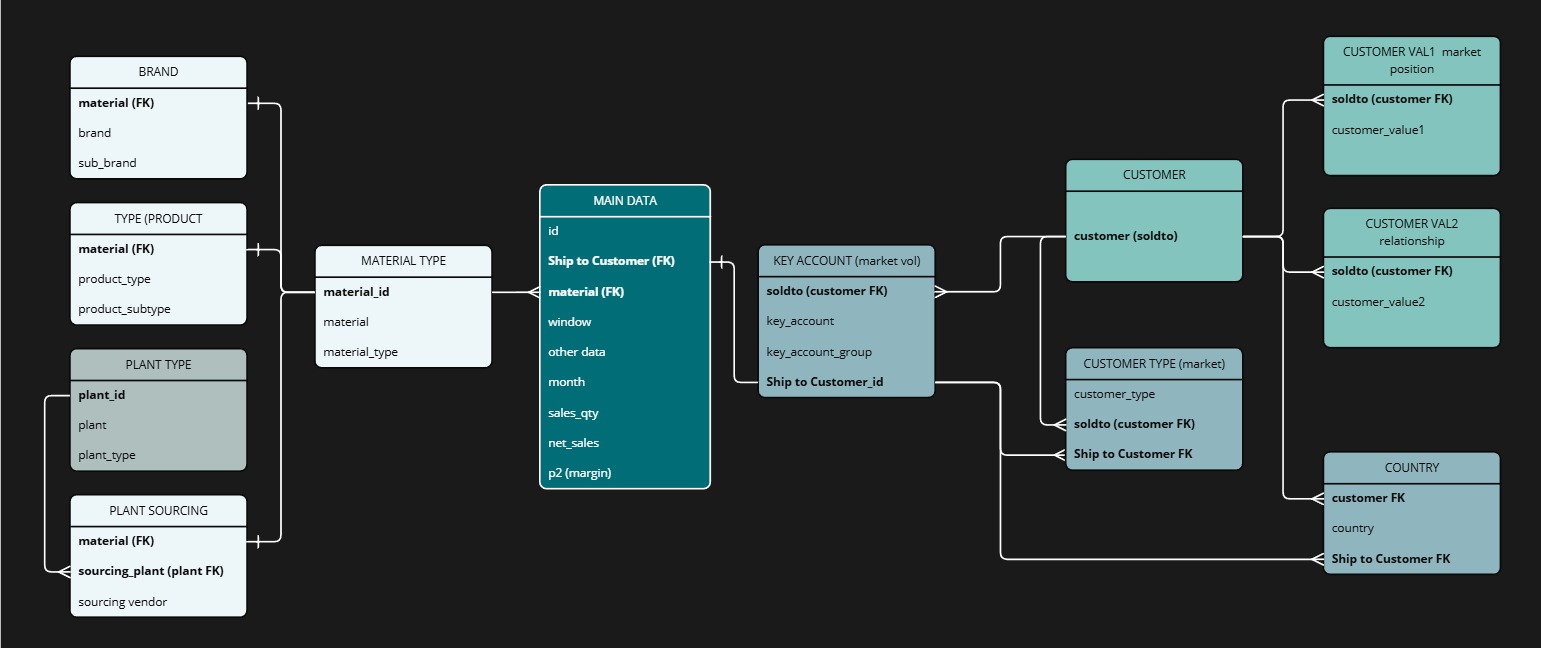 BRAND
material (FK)
brand
sub_brand
TYPE (PRODUCT
material (FK)
product_type
product_subtype
PLANT TYPE
plant_id
plant
plant_type
PLANT SOURCING
material (FK)
sourcing_plant (plant FK)
sourcing vendor
MATERIAL TYPE
material_id
material
material_type
MAIN DATA
id
Ship to Customer (FK)
material (FK)
window
other data
month
sales_qty
net_sales
p2 (margin)
KEY ACCOUNT (market vol)
soldto (customer FK)
key_account
key_account_group
Ship to Customer_id
CUSTOMER
customer (soldto)
CUSTOMER TYPE (market)
customer_type
soldto (customer FK)
Ship to Customer FK
CUSTOMER VAL1 market
position
soldto (customer FK)
customer_value1
CUSTOMER VAL2
relationship
soldto (customer FK)
customer_value2
COUNTRY
customer FK
country
Ship to Customer FK